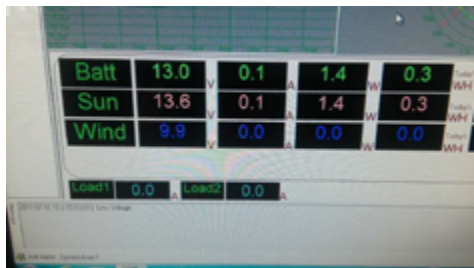 Batt 13.0 V 0.1 A 1.4 W 0.3 WH
Sun 13.6 V 0.1 A 1.4 W 0.3 WH
Wind 9.9 V 0.0 A 0.0 W 0.0 WH
Load1 0.0 A Load2 0.0 A